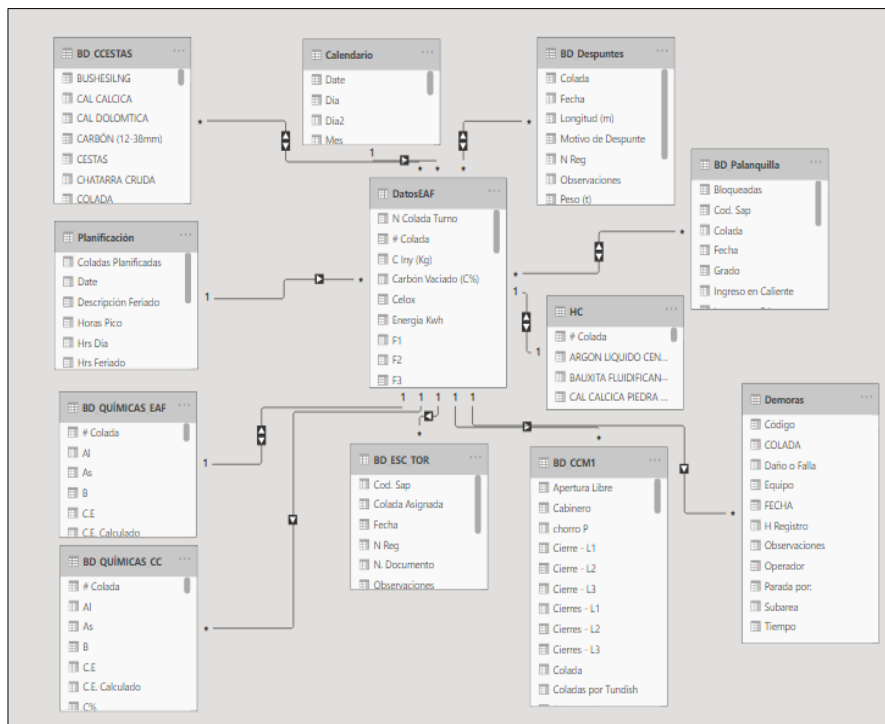 BD CCESTAS
BUSHESILNG
CAL CALCICA
CAL DOLOMTICA
CARBÓN (12-38mm)
CESTAS
CHATARRA CRUDA
COLADA
Calendario
Date
Día
Dia2
Mes
BD Despuntes
Colada
Fecha
Longitud (m)
Motivo de Despunte
N Reg
Observaciones
Peso (t)
BD Palanquilla
Bloqueadas
Cod. Sap
Colada
Fecha
Grado
Ingreso en Caliente
DatosEAF
N Colada Turno
# Colada
C Iny (Kg)
Carbón Vaciado (C%)
Celox
Energia Kwh
F1
F2
F3
Planificación
Coladas Planificadas
Date
Descripción Feriado
Horas Pico
Hrs Dia
Hrs Feriado
HC
# Colada
ARGON LIQUIDO CEN...
BAUXITA FLUIDIFICAN...
CAL CALCICA PIEDRA ...
BD QUÍMICAS EAF
# Colada
Al
As
B
C.E
C.E. Calculado
BD QUÍMICAS CC
# Colada
Al
As
B
C.E
C.E. Calculado
C%
BD ESC TOR
Cod. Sap
Colada Asignada
Fecha
N Reg
N. Documento
Observaciones
BD CCM1
Apertura Libre
Cabinero
chorro P
Cierre - L1
Cierre - L2
Cierre - L3
Cierres - L1
Cierres - L2
Cierres - L3
Colada
Coladas por Tundish
Demoras
Código
COLADA
Daño o Falla
Equipo
FECHA
H Registro
Observaciones
Operador
Parada por:
Subarea
Tiempo
* 1 * * * *
1 * * *
1 1
1 1 1 1 1
1 * * *
*